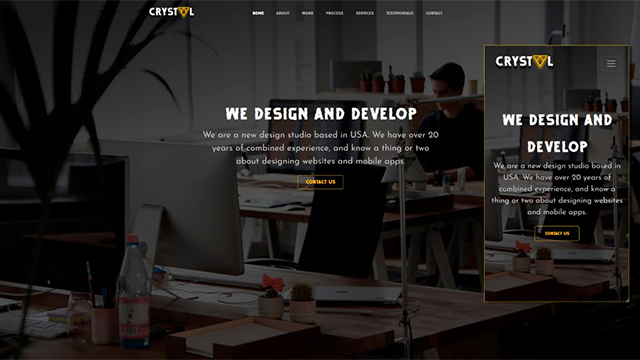 CRYSTAL
HOME ABOUT WORK PROCESS SERVICES TESTIMONIALS CONTACT
WE DESIGN AND DEVELOP
We are a new design studio based in USA. We have over 20
years of combined experience, and know a thing or two
about designing websites and mobile apps.
CONTACT US
CRYSTAL
WE DESIGN AND
DEVELOP
We are a new design studio based in
USA. We have over 20 years of
combined experience, and know a
thing or two about designing websites
and mobile apps.
CONTACT US